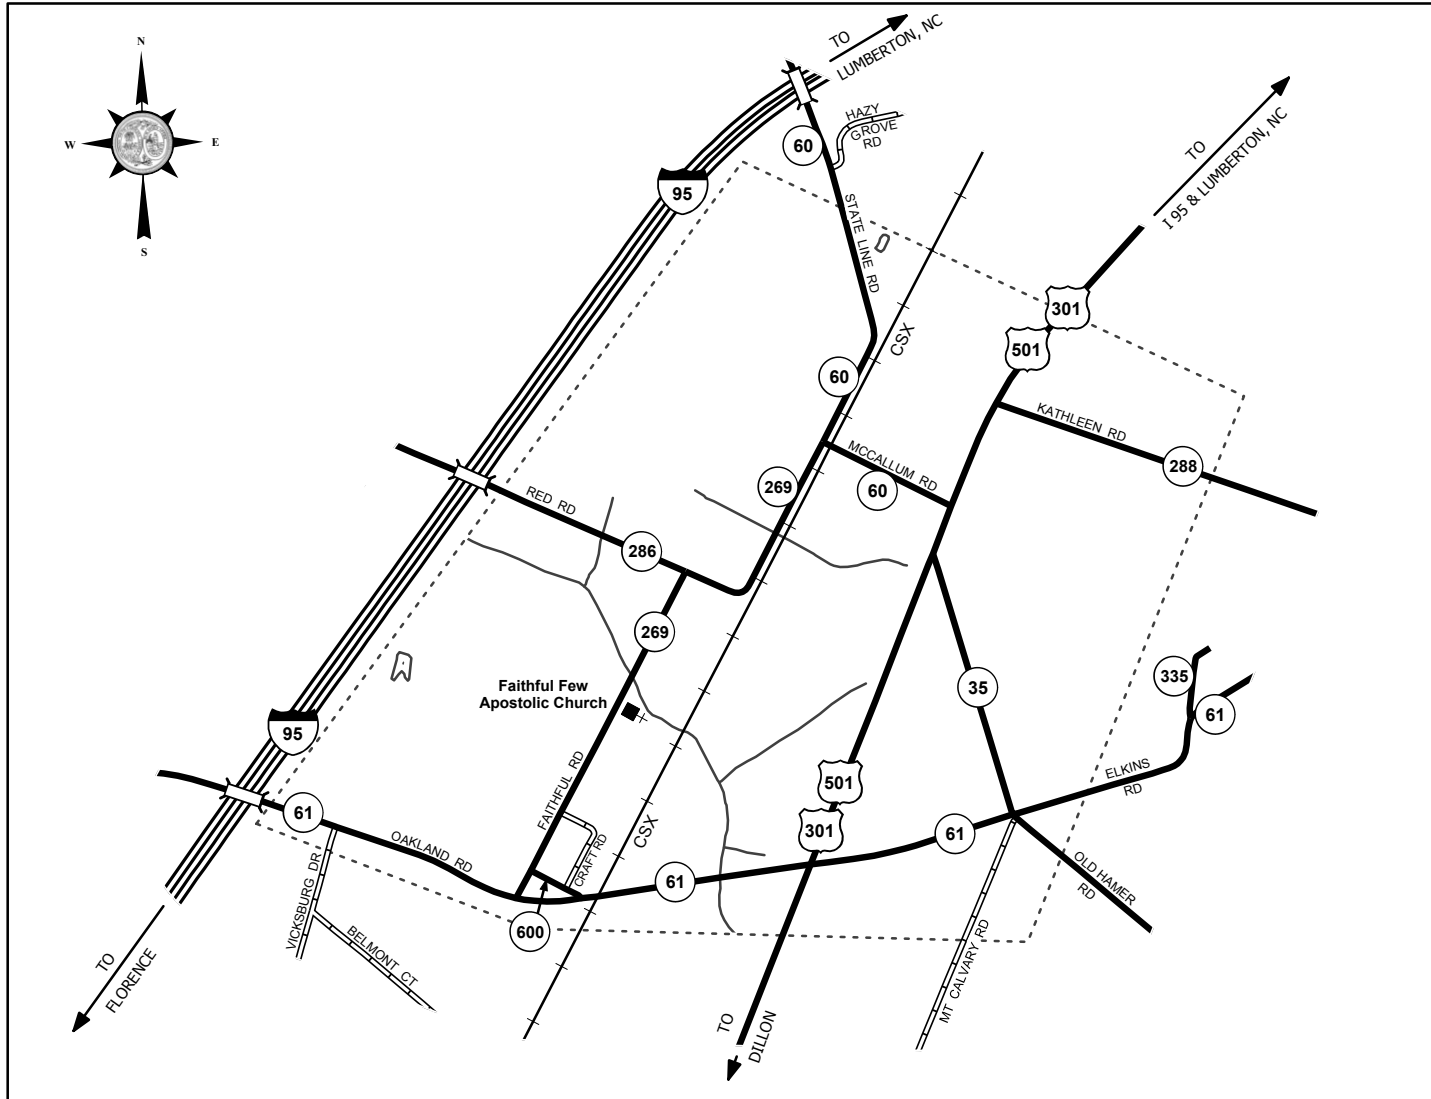 N
W
E
S
TO
LUMBERTON, NC
HAZY
GROVE
RD
60
95
STATE LINE RD
TO
I 95 & LUMBERTON, NC
301
501
CSX
60
KATHLEEN RD
288
MCCALLUM RD
60
269
RED RD
286
269
35
335
61
Faithful Few
Apostolic Church
95
501
301
ELKINS
RD
61
FAITHFUL RD
CRAFT RD
CSX
61
OAKLAND RD
61
OLD HAMER
RD
VICKSBURG DR
BELMONT CT
600
MT CALVARY RD
TO
FLORENCE
TO
DILLON